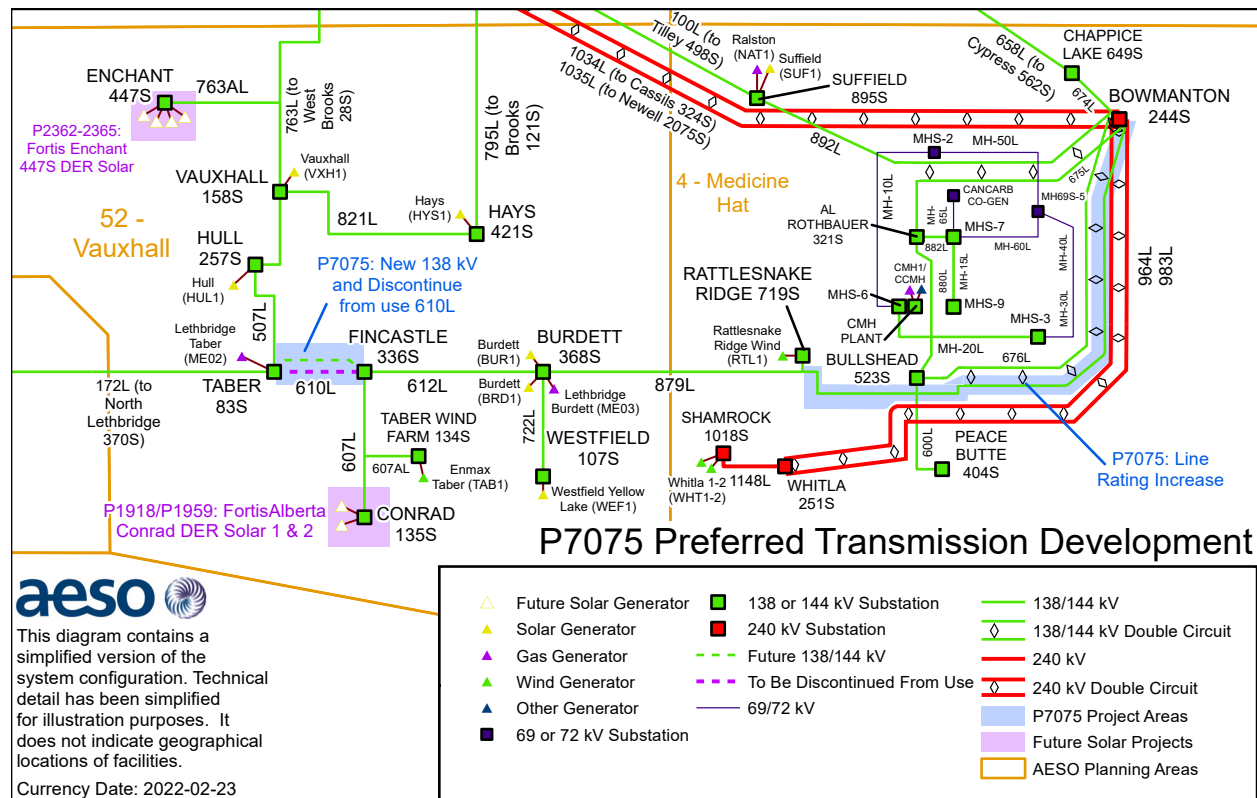 ENCHANT
447S
763AL
P2362-2365:
Fortis Enchant
447S DER Solar
763L (to
West
Brooks
28S)
795L (to
Brooks
121S)
Vauxhall
(VXH1)
VAUXHALL
158S
52 -
Vauxhall
821L
Hays
(HYS1)
HAYS
421S
HULL
257S
Hull
(HUL1)
507L
P7075: New 138 kV
and Discontinue
from use 610L
Lethbridge
Taber
(ME02)
FINCASTLE
336S
172L (to
North
Lethbridge
370S)
TABER
83S
610L
612L
Burdett
(BUR1)
BURDETT
368S
Burdett
(BRD1)
Lethbridge
Burdett (ME03)
722L
WESTFIELD
107S
Westfield Yellow
Lake (WEF1)
607L
TABER WIND
FARM 134S
607AL
Enmax
Taber (TAB1)
P1918/P1959: FortisAlberta
Conrad DER Solar 1 & 2
CONRAD
135S
100L (to
Tilley 498S)
1034L (to Cassils 324S)
1035L (to Newell 2075S)
Ralston
(NAT1)
Suffield
(SUF1)
SUFFIELD
895S
892L
658L (to
Cypress 562S)
CHAPPICE
LAKE 649S
674L
BOWMANTON
244S
4 - Medicine
Hat
MHS-2
MH-50L
MH-10L
675L
CANCARB
CO-GEN
MH69S-5
AL
ROTHBAUER
321S
MH-
65L
MHS-7
882L
MH-60L
MH-40L
964L
983L
RATTLESNAKE
RIDGE 719S
CMH1/
CCMH
880L
MH-15L
MHS-6
MHS-9
MH-30L
MHS-3
CMH
PLANT
MH-20L
Rattlesnake
Ridge Wind
(RTL1)
BULLSHEAD
523S
676L
879L
SHAMROCK
1018S
Whitla 1-2
(WHT1-2)
1148L
WHITLA
251S
600L
PEACE
BUTTE
404S
P7075: Line
Rating Increase
P7075 Preferred Transmission Development
aeso
This diagram contains a
simplified version of the
system configuration. Technical
detail has been simplified
for illustration purposes. It
does not indicate geographical
locations of facilities.
Currency Date: 2022-02-23
Future Solar Generator
Solar Generator
Gas Generator
Wind Generator
Other Generator
69 or 72 kV Substation
138 or 144 kV Substation
240 kV Substation
Future 138/144 kV
To Be Discontinued From Use
69/72 kV
138/144 kV
138/144 kV Double Circuit
240 kV
240 kV Double Circuit
P7075 Project Areas
Future Solar Projects
AESO Planning Areas